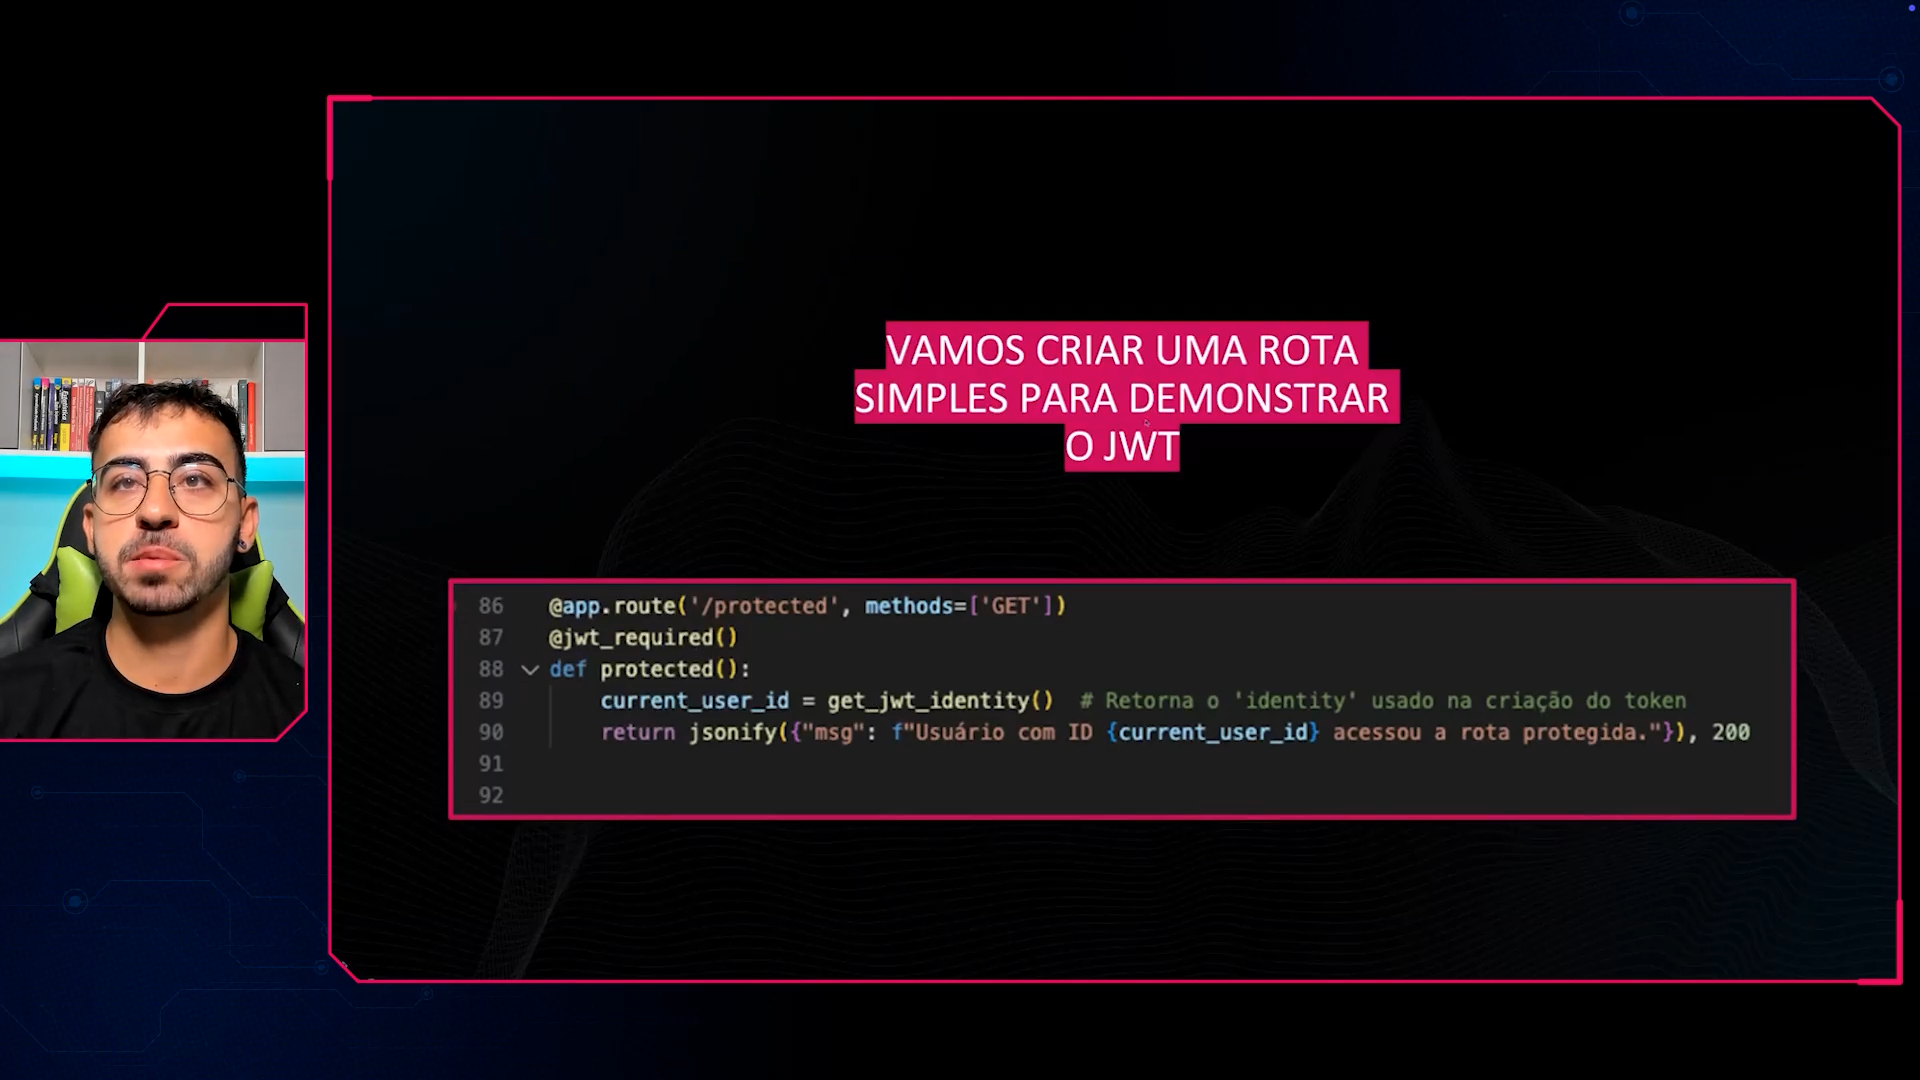 VAMOS CRIAR UMA ROTA
SIMPLES PARA DEMONSTRAR
O JWT
86 @app.route('/protected', methods=['GET'])
87 @jwt_required()
88 def protected():
89 current_user_id = get_jwt_identity() # Retorna o 'identity' usado na criação do token
90 return jsonify({"msg": f"Usuário com ID {current_user_id} acessou a rota protegida."}), 200
91
92